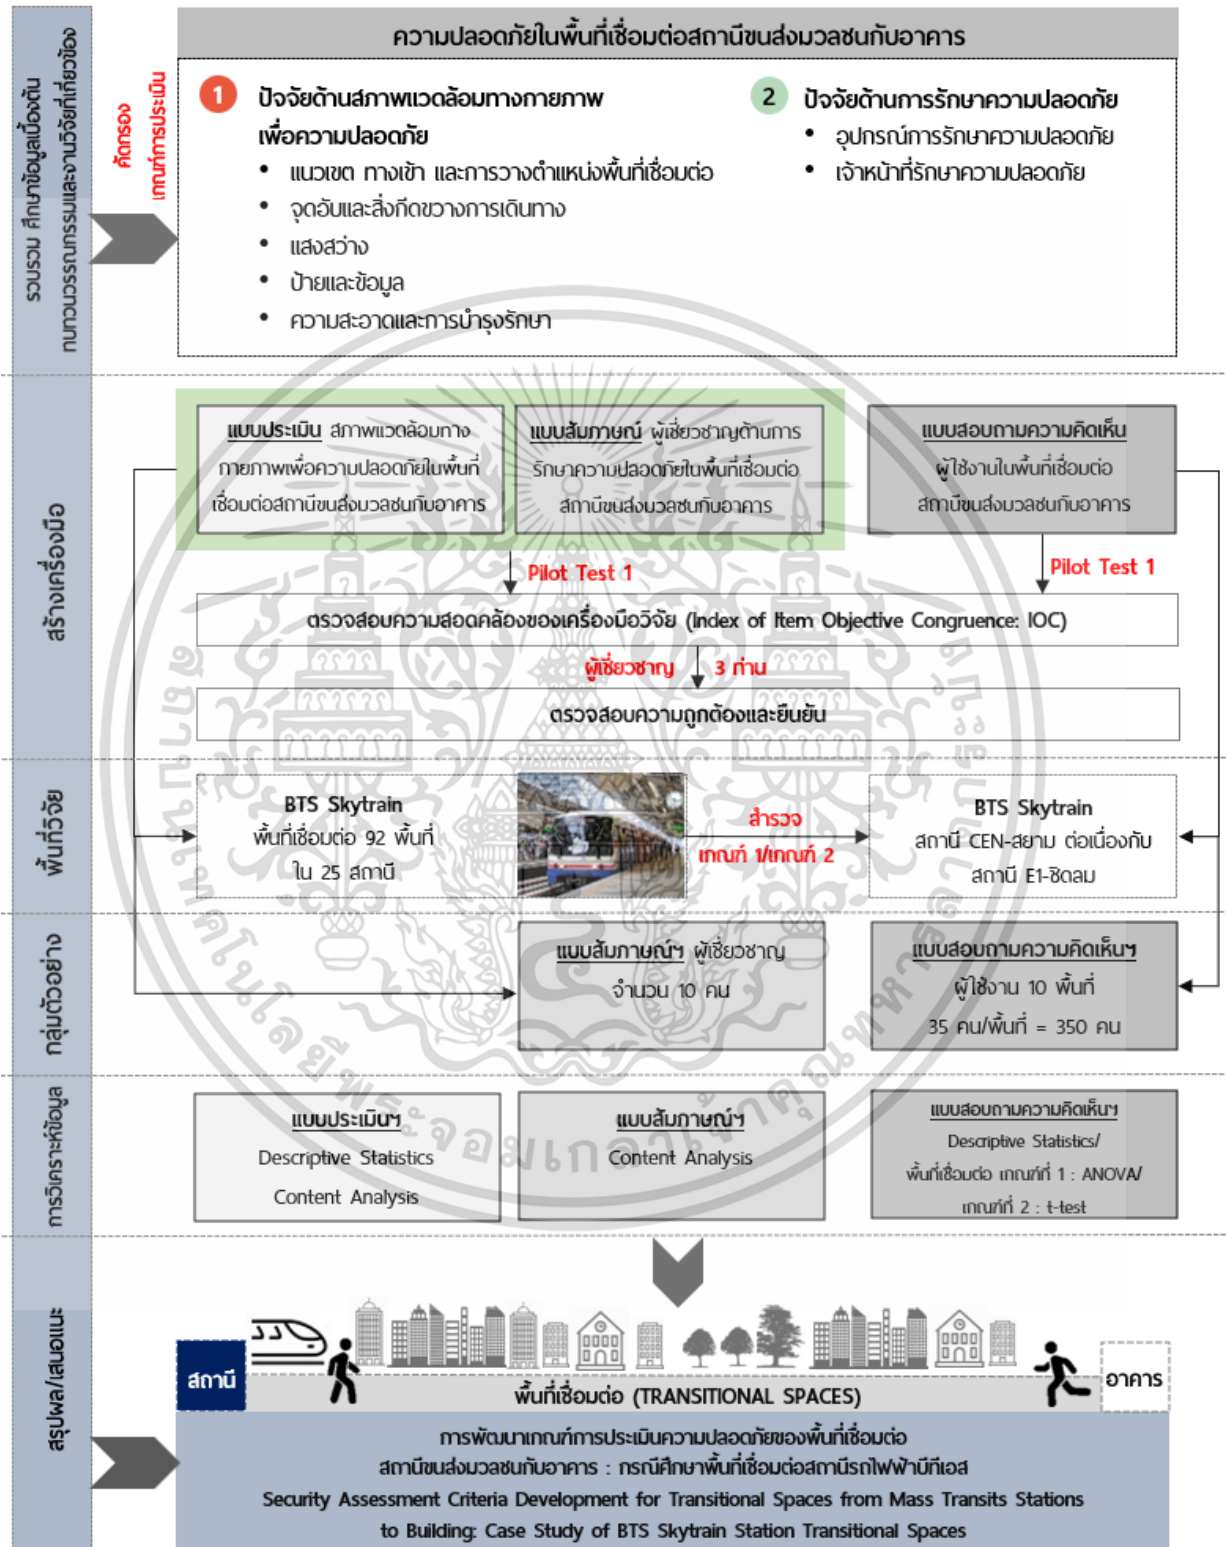 ความปลอดภัยในพื้นที่เชื่อมต่อสถานีขนส่งมวลชนกับอาคาร
รวบรวม ศึกษาข้อมูลเบื้องต้น
ทบทวนวรรณกรรมและงานวิจัยที่เกี่ยวข้อง
คัดกรอง
เกณฑ์การประเมิน
1 ปัจจัยด้านสภาพแวดล้อมทางกายภาพ
เพื่อความปลอดภัย
• แนวเขต ทางเข้า และการวางตำแหน่งพื้นที่เชื่อมต่อ
• จุดอับและสิ่งกีดขวางการเดินทาง
• แสงสว่าง
• ป้ายและข้อมูล
• ความสะอาดและการบำรุงรักษา
2 ปัจจัยด้านการรักษาความปลอดภัย
• อุปกรณ์การรักษาความปลอดภัย
• เจ้าหน้าที่รักษาความปลอดภัย
สร้างเครื่องมือ
แบบประเมิน สภาพแวดล้อมทาง
กายภาพเพื่อความปลอดภัยในพื้นที่
เชื่อมต่อสถานีขนส่งมวลชนกับอาคาร
แบบสัมภาษณ์ ผู้เชี่ยวชาญด้านการ
รักษาความปลอดภัยในพื้นที่เชื่อมต่อ
สถานีขนส่งมวลชนกับอาคาร
แบบสอบถามความคิดเห็น
ผู้ใช้งานในพื้นที่เชื่อมต่อ
สถานีขนส่งมวลชนกับอาคาร
Pilot Test 1
Pilot Test 1
ตรวจสอบความสอดคล้องของเครื่องมือวิจัย (Index of Item Objective Congruence: IOC)
ผู้เชี่ยวชาญ 3 ท่าน
ตรวจสอบความถูกต้องและยืนยัน
พื้นที่วิจัย
BTS Skytrain
พื้นที่เชื่อมต่อ 92 พื้นที่
ใน 25 สถานี
สำรวจ
เกณฑ์ 1/เกณฑ์ 2
BTS Skytrain
สถานี CEN-สยาม ต่อเนื่องกับ
สถานี E1-ชิดลม
กลุ่มตัวอย่าง
แบบสัมภาษณ์ฯ ผู้เชี่ยวชาญ
จำนวน 10 คน
แบบสอบถามความคิดเห็นฯ
ผู้ใช้งาน 10 พื้นที่
35 คน/พื้นที่ = 350 คน
การวิเคราะห์ข้อมูล
แบบประเมินฯ
Descriptive Statistics
Content Analysis
แบบสัมภาษณ์ฯ
Content Analysis
แบบสอบถามความคิดเห็นฯ
Descriptive Statistics/
พื้นที่เชื่อมต่อ เกณฑ์ที่ 1 : ANOVA/
เกณฑ์ที่ 2 : t-test
สถาบันเทคโนโลยีพระจอมเกล้าเจ้าคุณทหารลาดกระบัง
สรุปผล/เสนอแนะ
สถานี
พื้นที่เชื่อมต่อ (TRANSITIONAL SPACES)
อาคาร
การพัฒนาเกณฑ์การประเมินความปลอดภัยของพื้นที่เชื่อมต่อ
สถานีขนส่งมวลชนกับอาคาร : กรณีศึกษาพื้นที่เชื่อมต่อสถานีรถไฟฟ้าบีทีเอส
Security Assessment Criteria Development for Transitional Spaces from Mass Transits Stations
to Building: Case Study of BTS Skytrain Station Transitional Spaces